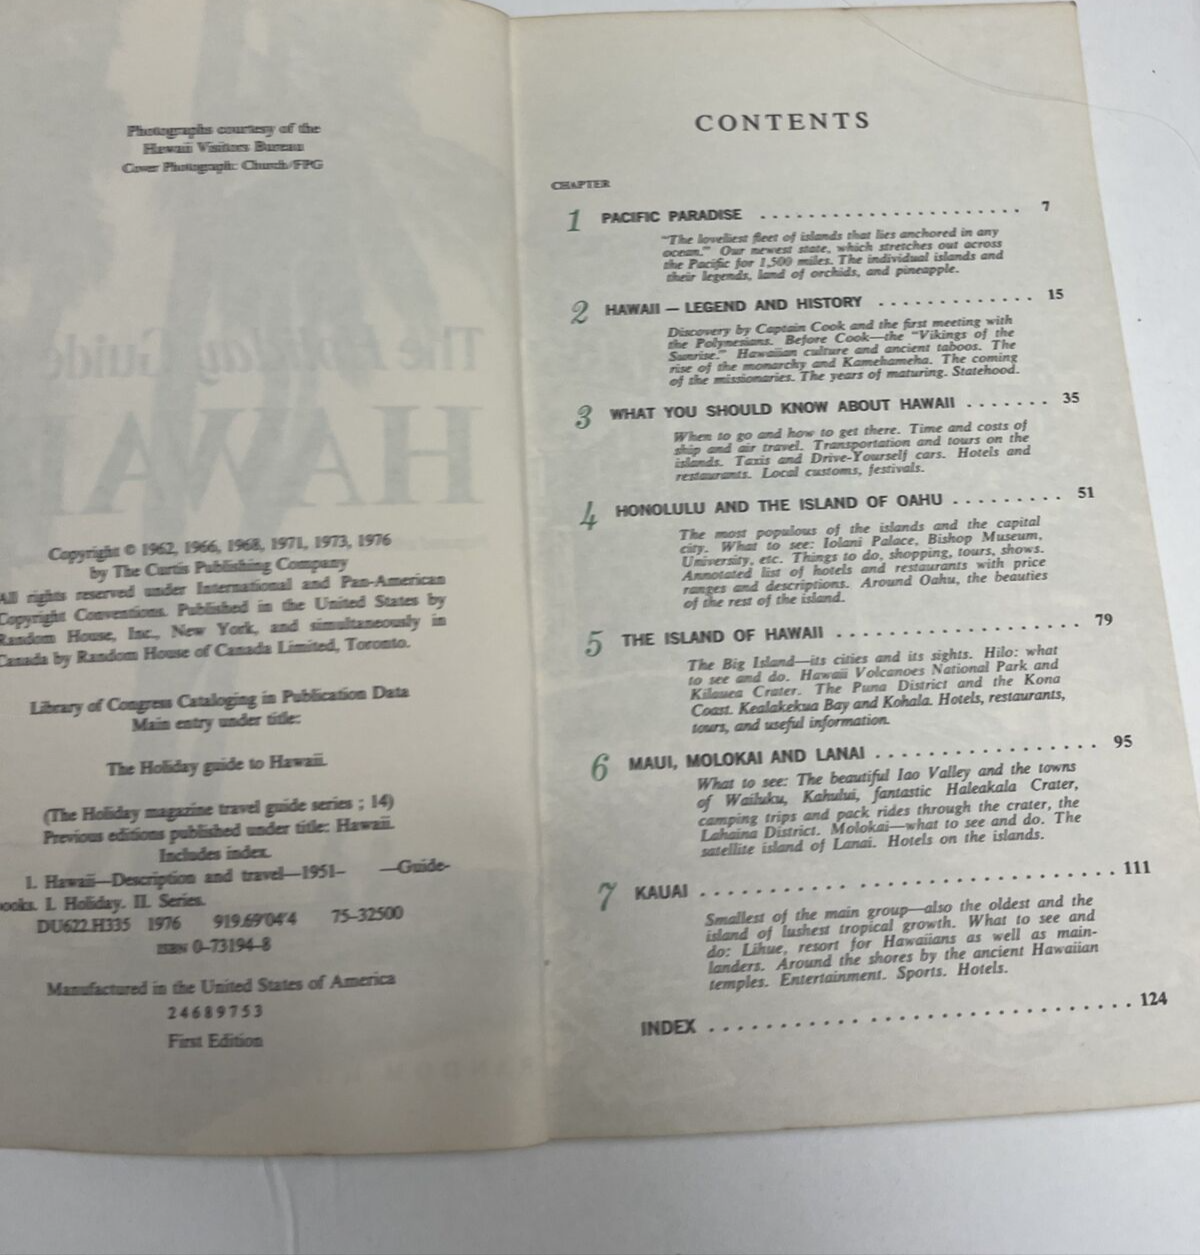 Photographs courtesy of the
Hawaii Visitors Bureau
Cover Photograph: Church/FPG
Copyright © 1962, 1966, 1968, 1971, 1973, 1976
by The Curtis Publishing Company
All rights reserved under International and Pan-American
Copyright Conventions. Published in the United States by
Random House, Inc., New York, and simultaneously in
Canada by Random House of Canada Limited, Toronto.
Library of Congress Cataloging in Publication Data
Main entry under title:
The Holiday guide to Hawaii.
(The Holiday magazine travel guide series ; 14)
Previous editions published under title: Hawaii.
Includes index.
1. Hawaii—Description and travel—1951– —Guide-
ooks. I. Holiday. II. Series.
DU622.H335 1976 919.69'04'4 75–32500
ISBN 0–73194–8
Manufactured in the United States of America
2 4 6 8 9 7 5 3
First Edition
CONTENTS
CHAPTER
1 PACIFIC PARADISE . . . . . . . . . . . . . . . . . . . . . . 7
"The loveliest fleet of islands that lies anchored in any
ocean." Our newest state, which stretches out across
the Pacific for 1,500 miles. The individual islands and
their legends, land of orchids, and pineapple.
2 HAWAII — LEGEND AND HISTORY . . . . . . . . . . . . . 15
Discovery by Captain Cook and the first meeting with
the Polynesians. Before Cook—the "Vikings of the
Sunrise." Hawaiian culture and ancient taboos. The
rise of the monarchy and Kamehameha. The coming
of the missionaries. The years of maturing. Statehood.
3 WHAT YOU SHOULD KNOW ABOUT HAWAII . . . . . . . 35
When to go and how to get there. Time and costs of
ship and air travel. Transportation and tours on the
islands. Taxis and Drive-Yourself cars. Hotels and
restaurants. Local customs, festivals.
4 HONOLULU AND THE ISLAND OF OAHU . . . . . . . . . 51
The most populous of the islands and the capital
city. What to see: Iolani Palace, Bishop Museum,
University, etc. Things to do, shopping, tours, shows.
Annotated list of hotels and restaurants with price
ranges and descriptions. Around Oahu, the beauties
of the rest of the island.
5 THE ISLAND OF HAWAII . . . . . . . . . . . . . . . . . . 79
The Big Island—its cities and its sights. Hilo: what
to see and do. Hawaii Volcanoes National Park and
Kilauea Crater. The Puna District and the Kona
Coast. Kealakekua Bay and Kohala. Hotels, restaurants,
tours, and useful information.
6 MAUI, MOLOKAI AND LANAI . . . . . . . . . . . . . . . . . 95
What to see: The beautiful Iao Valley and the towns
of Wailuku, Kahului, fantastic Haleakala Crater,
camping trips and pack rides through the crater, the
Lahaina District. Molokai—what to see and do. The
satellite island of Lanai. Hotels on the islands.
7 KAUAI . . . . . . . . . . . . . . . . . . . . . . . . . . . . . . 111
Smallest of the main group—also the oldest and the
island of lushest tropical growth. What to see and
do: Lihue, resort for Hawaiians as well as main-
landers. Around the shores by the ancient Hawaiian
temples. Entertainment. Sports. Hotels.
INDEX . . . . . . . . . . . . . . . . . . . . . . . . . . . . . . 124